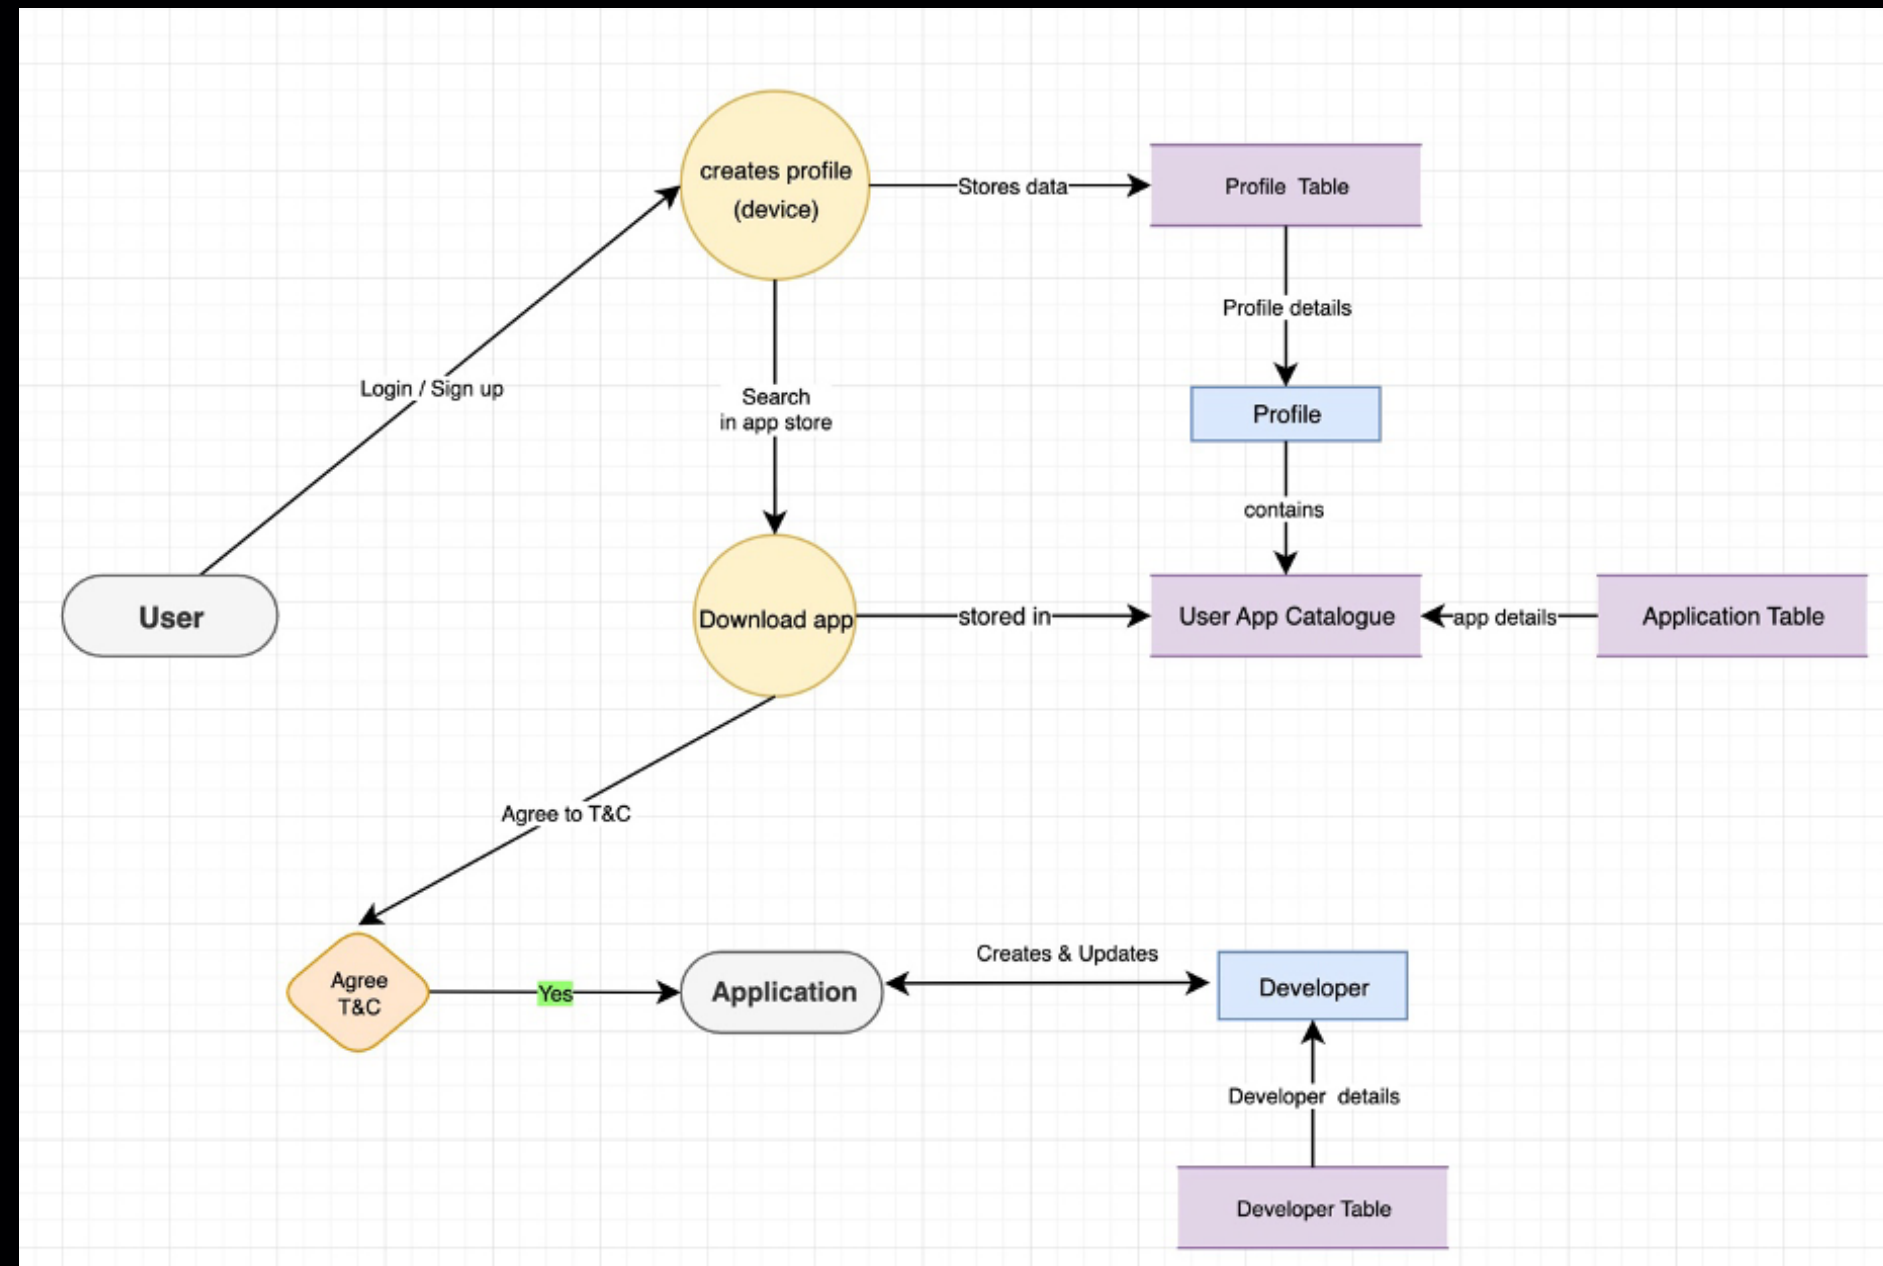 creates profile
(device)
Stores data
Profile Table
Profile details
Login / Sign up
Search
in app store
Profile
contains
User
Download app
stored in
User App Catalogue
app details
Application Table
Agree to T&C
Agree
T&C
Yes
Application
Creates & Updates
Developer
Developer details
Developer Table